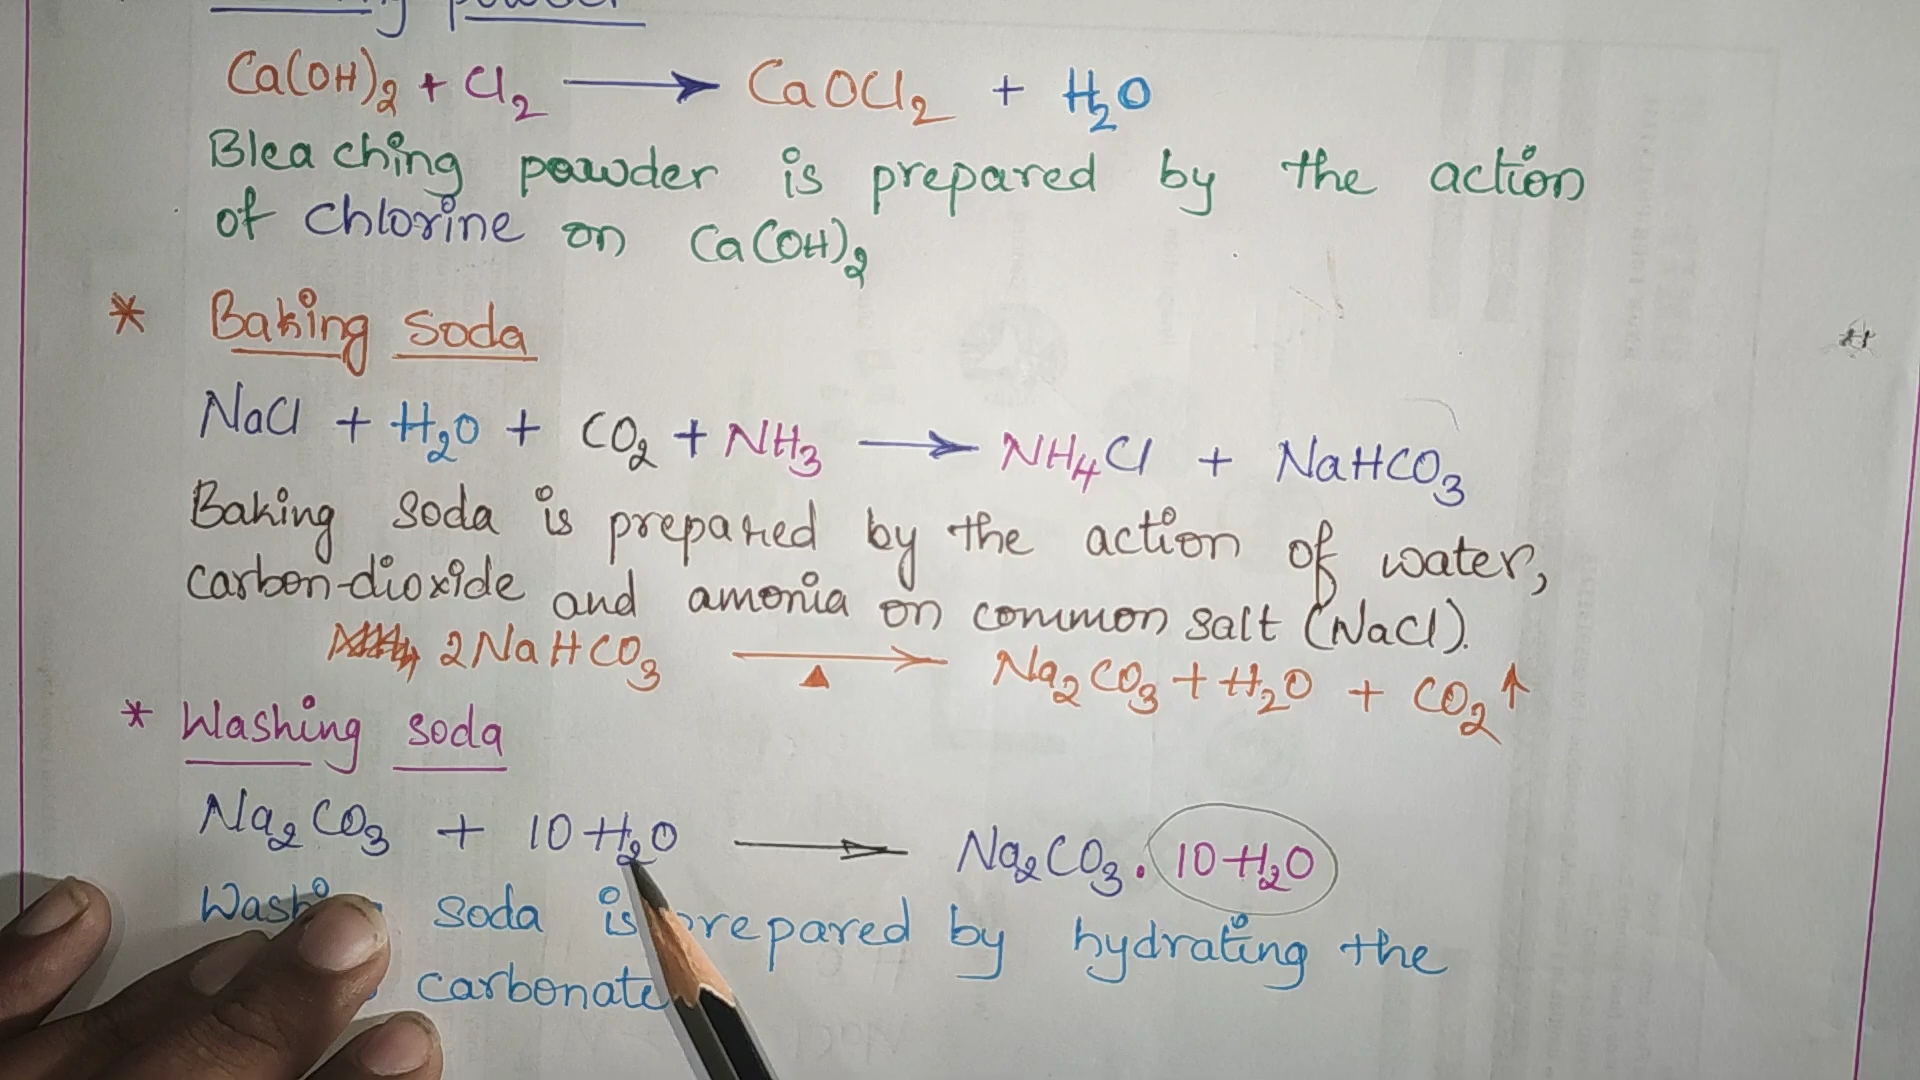 powder
Ca(OH)₂ + Cl₂ ⟶ CaOCl₂ + H₂O
Bleaching powder is prepared by the action
of chlorine on Ca(OH)₂
* Baking soda
NaCl + H₂O + CO₂ + NH₃ ⟶ NH₄Cl + NaHCO₃
Baking soda is prepared by the action of water,
carbon-dioxide and amonia on common salt (NaCl).
2NaHCO₃ ⟶ Na₂CO₃ + H₂O + CO₂↑
▲
* Washing soda
Na₂CO₃ + 10H₂O ⟶ Na₂CO₃. 10H₂O
soda is prepared by hydrating the
carbonate